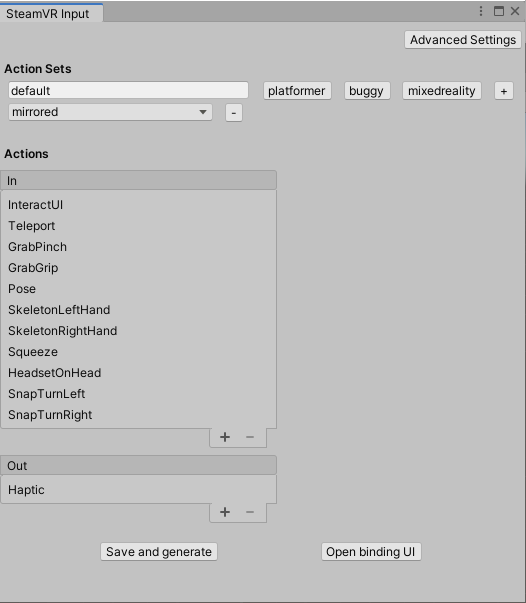 SteamVR Input
Advanced Settings
Action Sets
default platformer buggy mixedreality +
mirrored -
Actions
In
InteractUI
Teleport
GrabPinch
GrabGrip
Pose
SkeletonLeftHand
SkeletonRightHand
Squeeze
HeadsetOnHead
SnapTurnLeft
SnapTurnRight
+ −
Out
Haptic
+ −
Save and generate Open binding UI